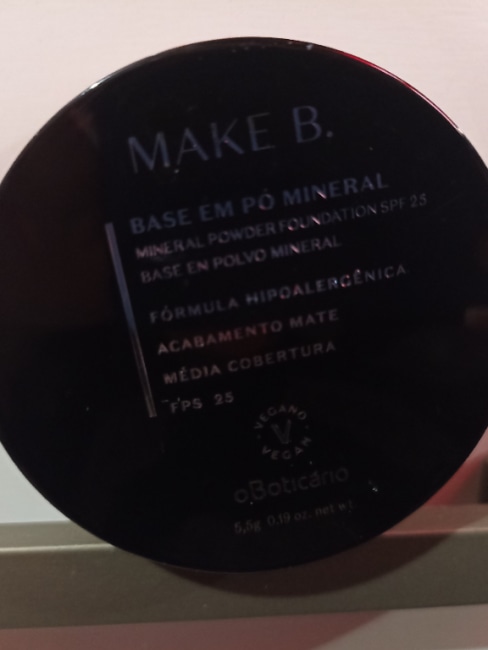 MAKE B.
BASE EM PÓ MINERAL
MINERAL POWDER FOUNDATION SPF 25
BASE EN POLVO MINERAL
FÓRMULA HIPOALERGÊNICA
ACABAMENTO MATE
MÉDIA COBERTURA
FPS 25
VEGANO
V
VEGAN
oBoticário
5,5g 0.19 oz. net wt.